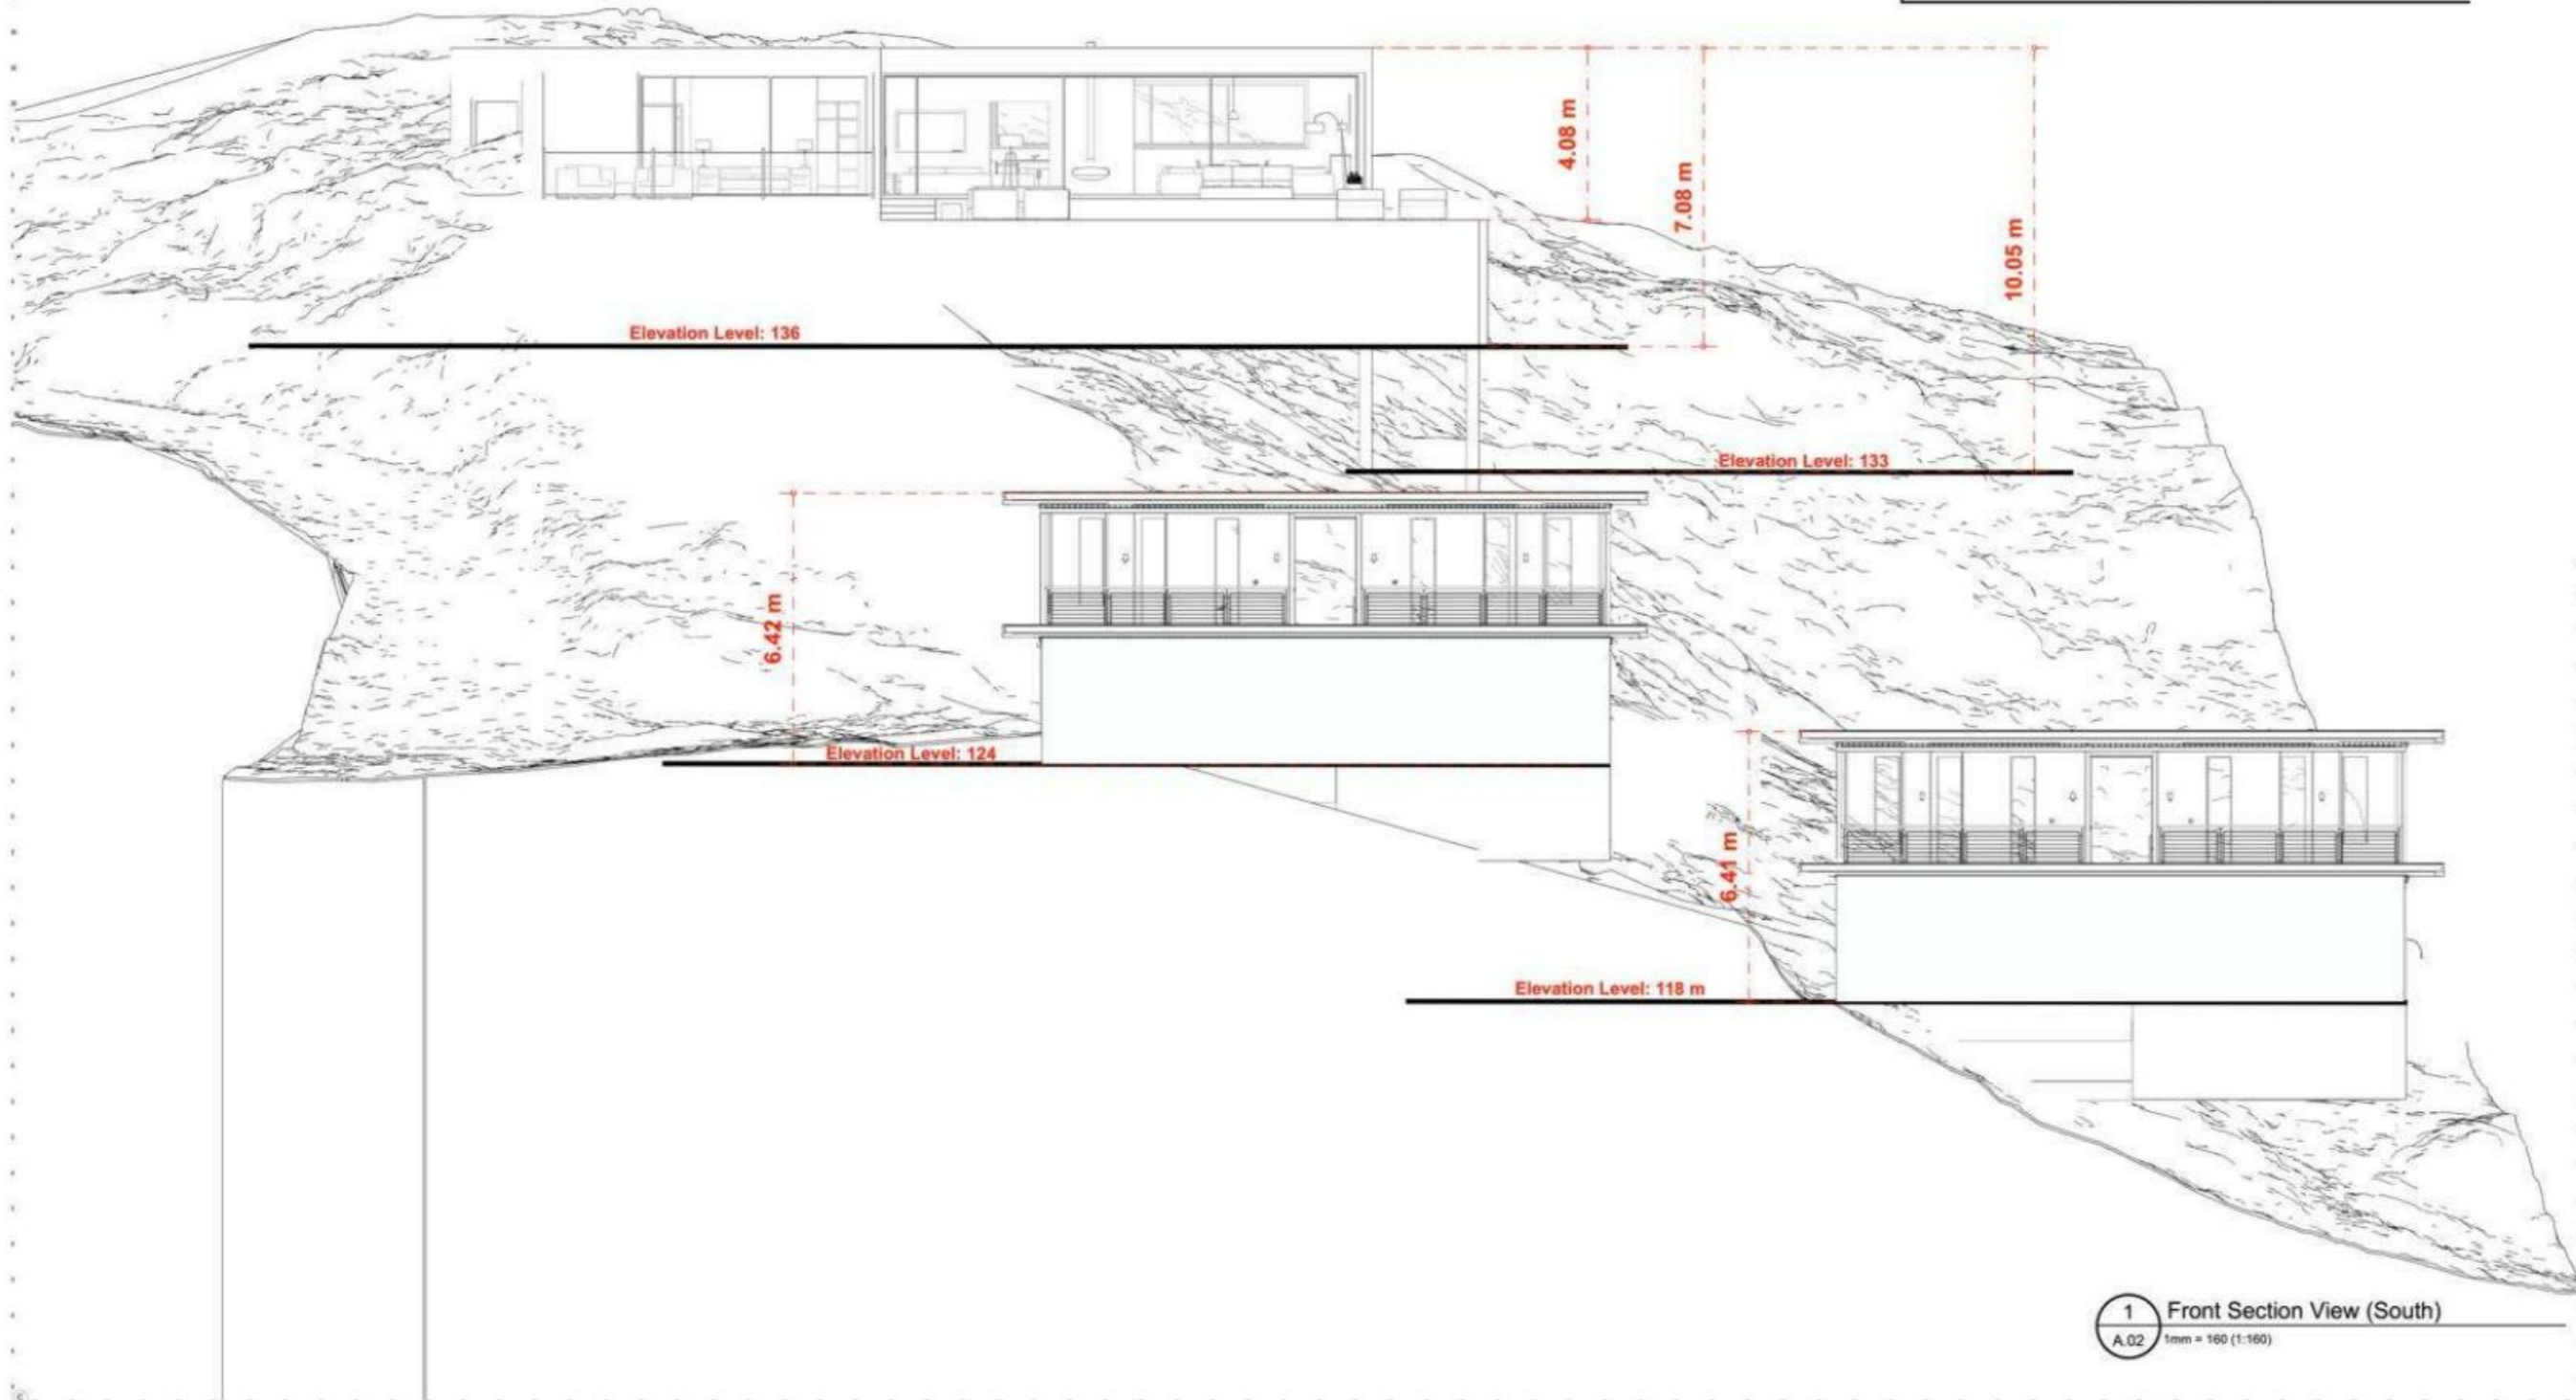 4.08 m
7.08 m
10.05 m
Elevation Level: 136
Elevation Level: 133
6.42 m
Elevation Level: 124
6.41 m
Elevation Level: 118 m
1
Front Section View (South)
A.02
1mm = 160 (1:160)